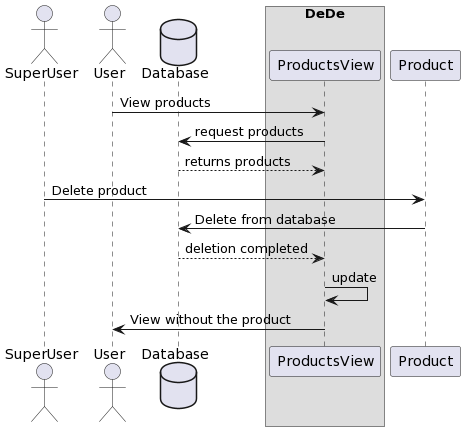 DeDe
SuperUser
User
Database
ProductsView
Product
View products
request products
returns products
Delete product
Delete from database
deletion completed
update
View without the product
SuperUser
User
Database
ProductsView
Product